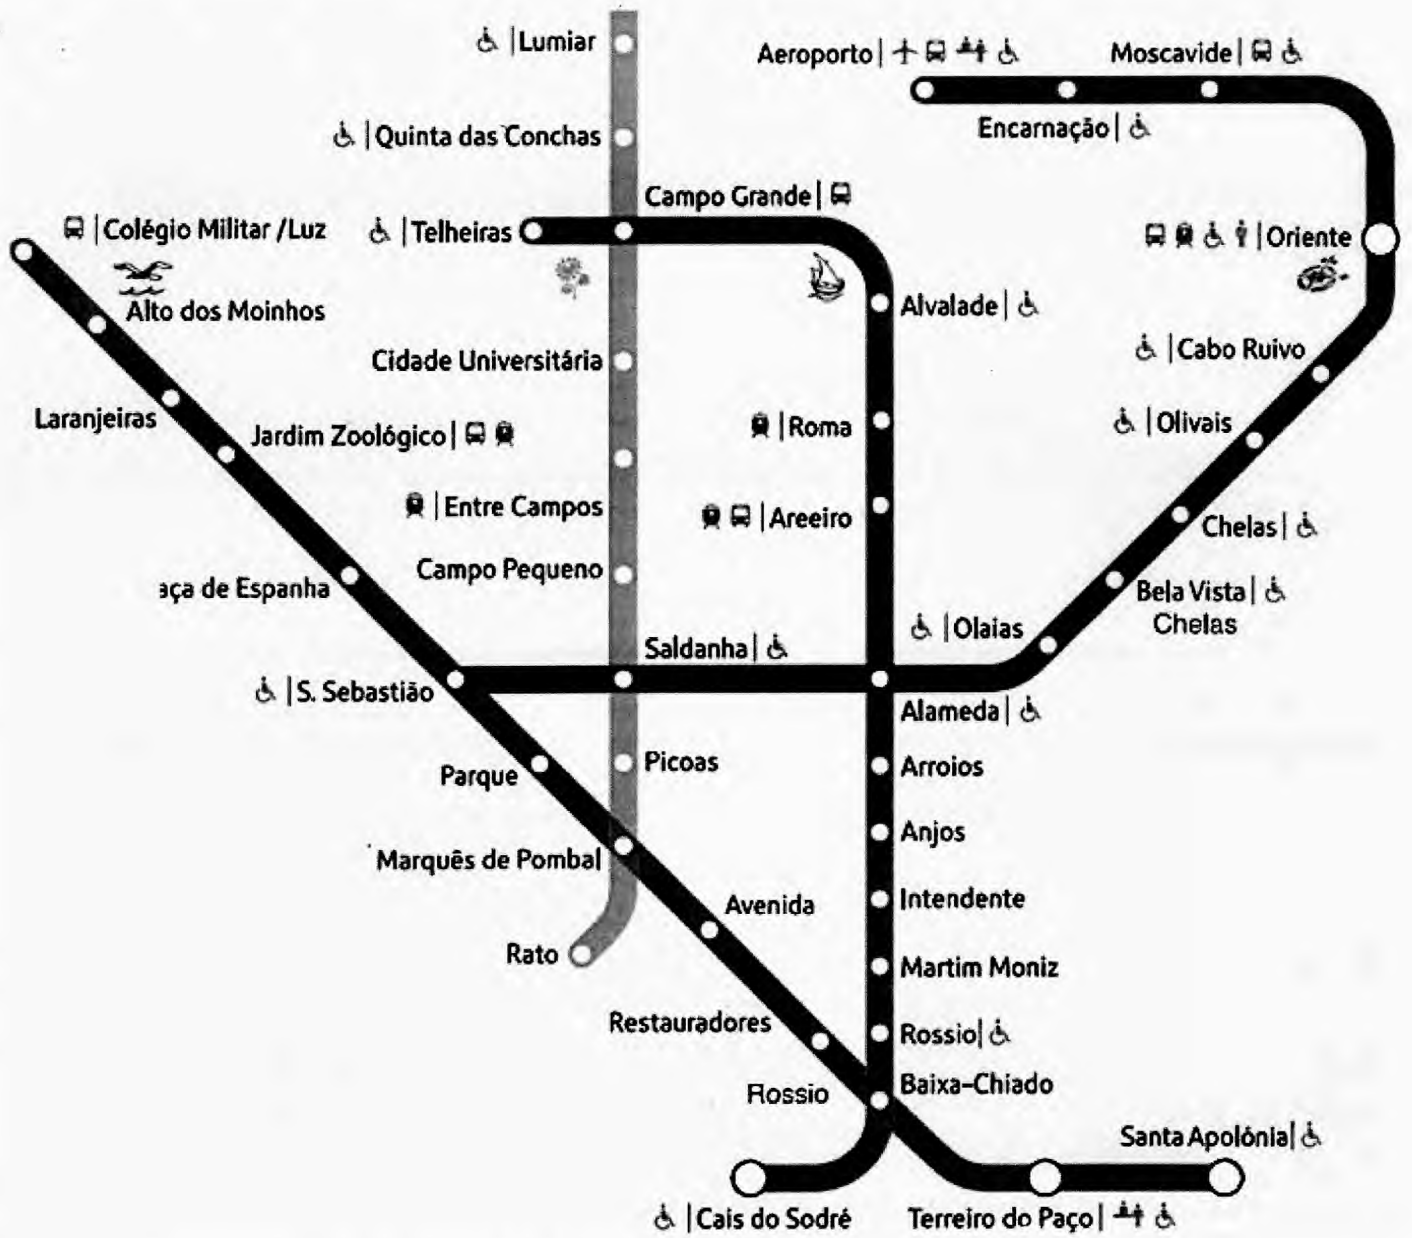 Lumiar
Aeroporto
Moscavide
Quinta das Conchas
Encarnação
Campo Grande
Colégio Militar /Luz
Telheiras
Oriente
Alto dos Moinhos
Alvalade
Cabo Ruivo
Cidade Universitária
Laranjeiras
Jardim Zoológico
Roma
Olivais
Entre Campos
Areeiro
Chelas
Campo Pequeno
aça de Espanha
Bela Vista
Chelas
Olaias
Saldanha
S. Sebastião
Alameda
Parque
Picoas
Arroios
Anjos
Marquês de Pombal
Avenida
Intendente
Rato
Martim Moniz
Restauradores
Rossio
Baixa-Chiado
Rossio
Santa Apolónia
Cais do Sodré
Terreiro do Paço